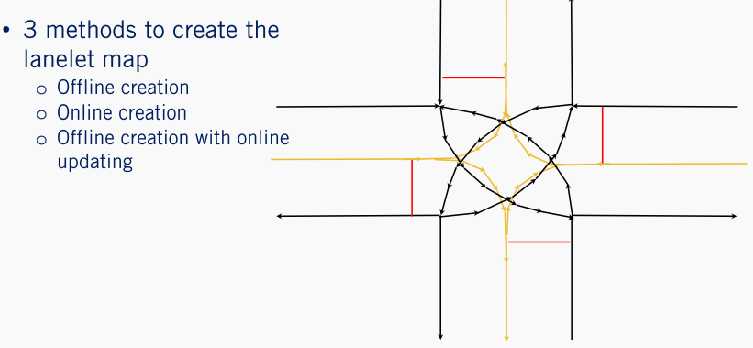 • 3 methods to create the
lanelet map
o Offline creation
o Online creation
o Offline creation with online
updating